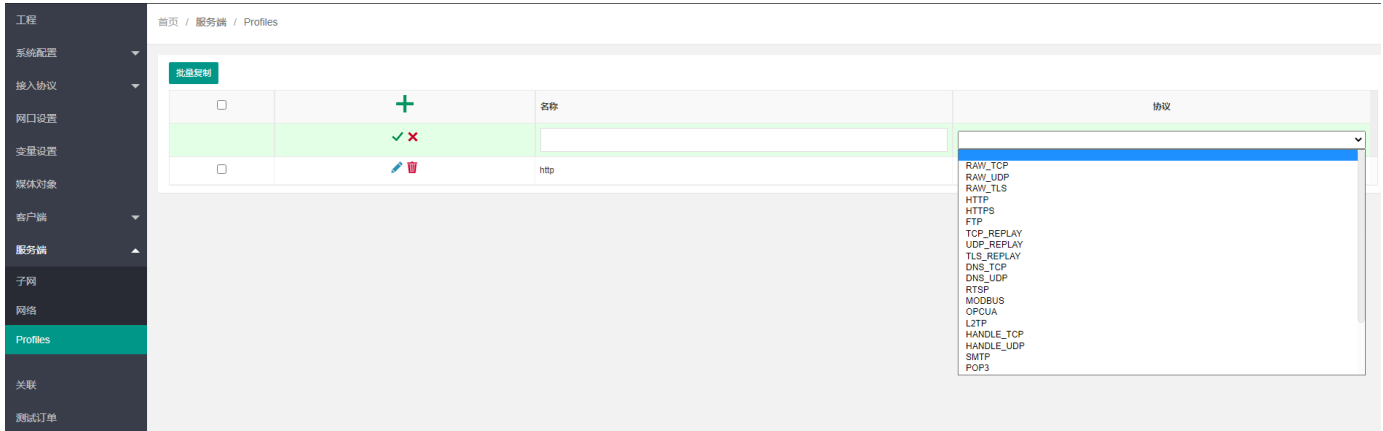 工程
首页 / 服务端 / Profiles
系统配置
接入协议
网口设置
变量设置
媒体对象
客户端
服务端
子网
网络
Profiles
关联
测试订单
批量复制
名称
协议
http
RAW_TCP
RAW_UDP
RAW_TLS
HTTP
HTTPS
FTP
TCP_REPLAY
UDP_REPLAY
TLS_REPLAY
DNS_TCP
DNS_UDP
RTSP
MODBUS
OPCUA
L2TP
HANDLE_TCP
HANDLE_UDP
SMTP
POP3